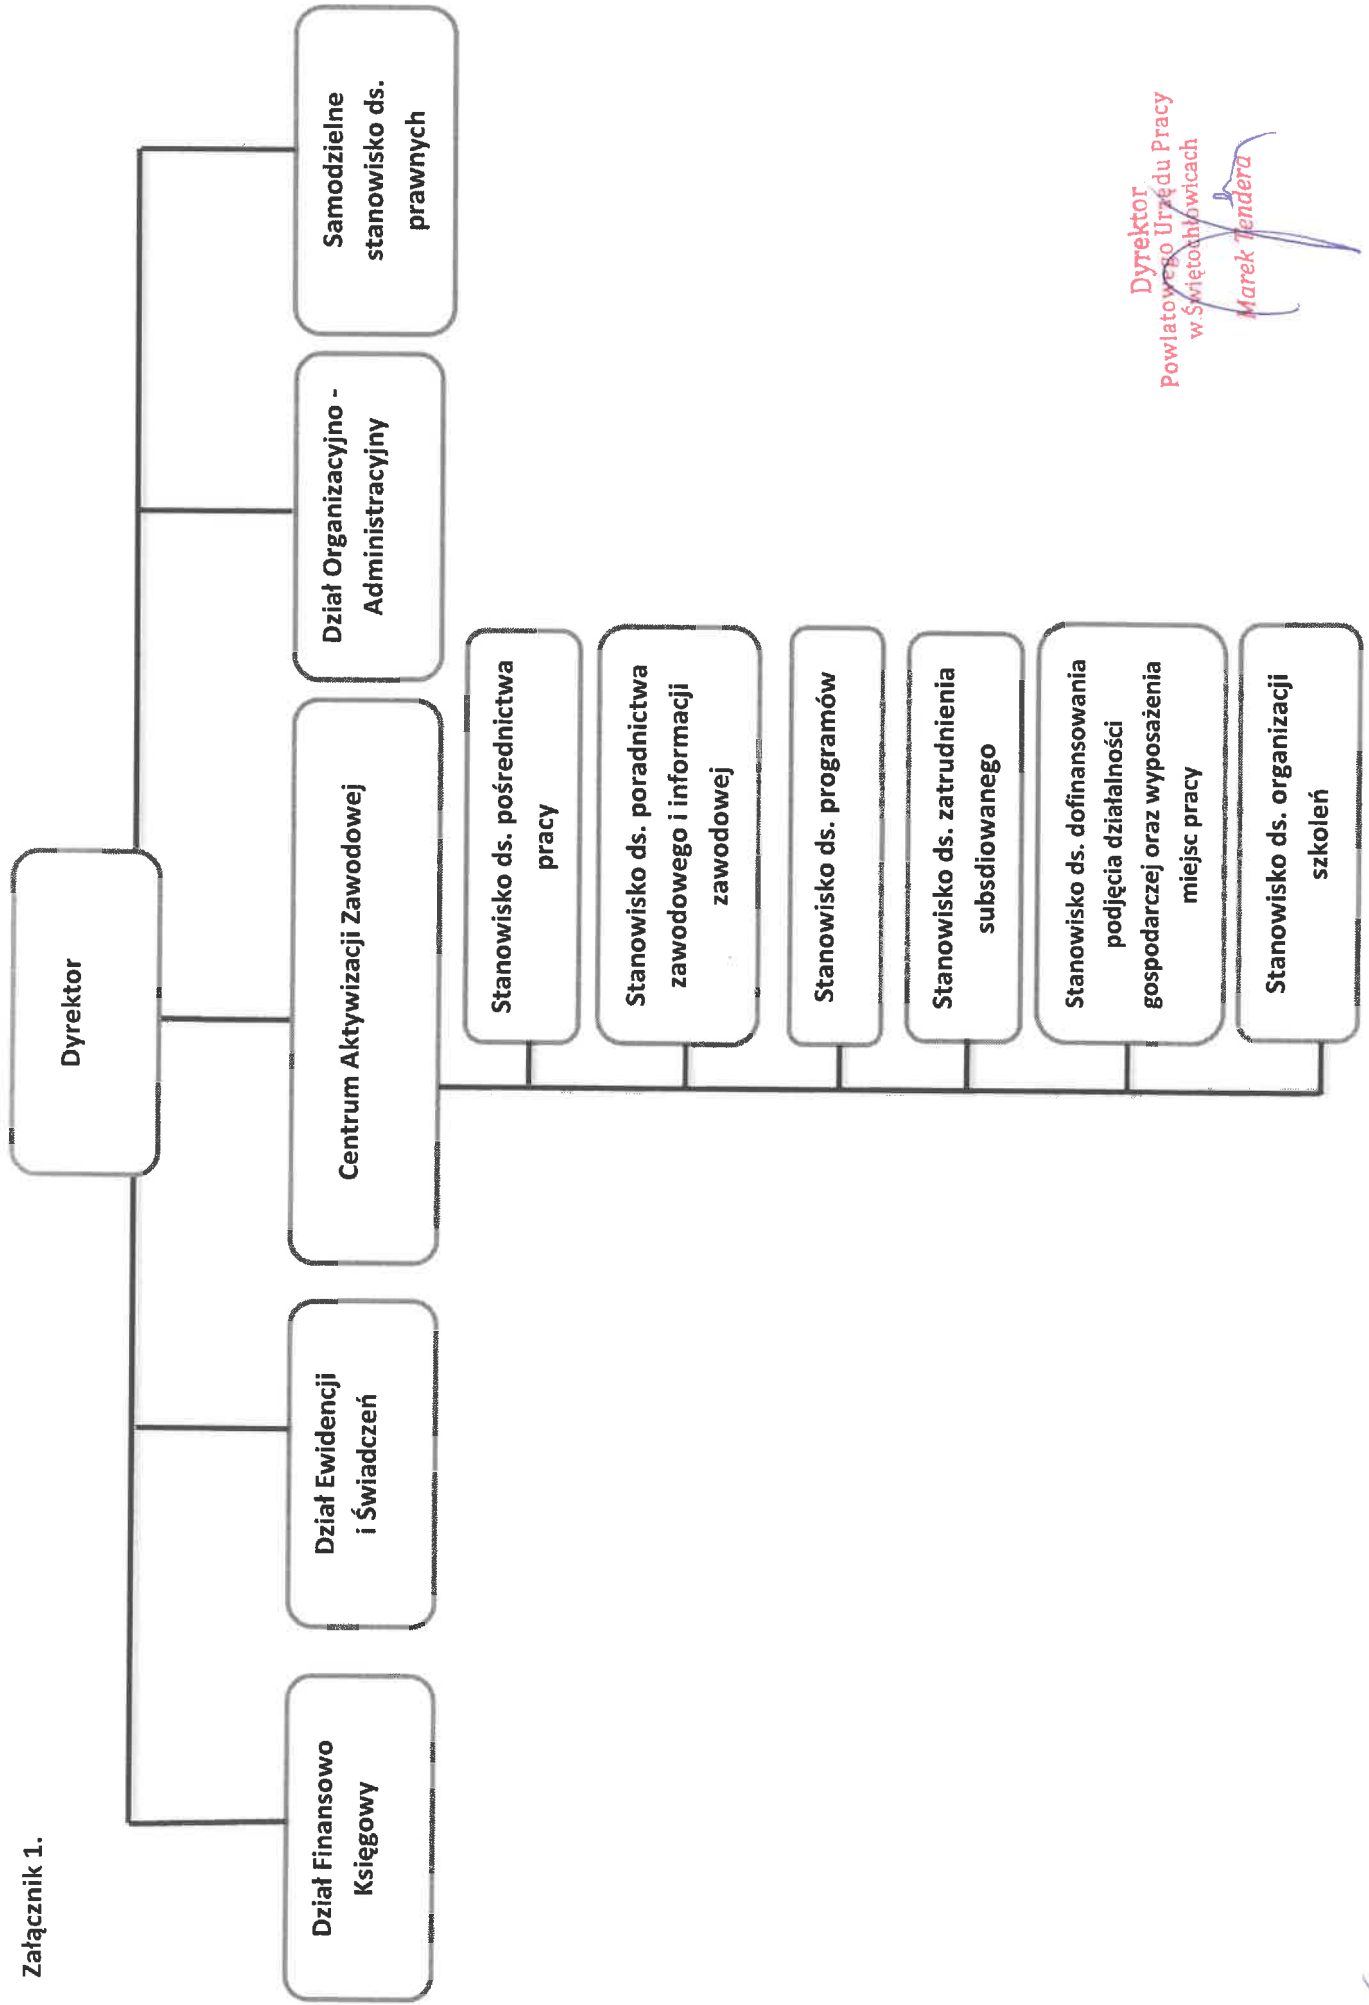 Załącznik 1.
Dyrektor
Dział Finansowo
Księgowy
Dział Ewidencji
i Świadczeń
Centrum Aktywizacji Zawodowej
Dział Organizacyjno -
Administracyjny
Samodzielne
stanowisko ds.
prawnych
Stanowisko ds. pośrednictwa
pracy
Stanowisko ds. poradnictwa
zawodowego i informacji
zawodowej
Stanowisko ds. programów
Stanowisko ds. zatrudnienia
subsdiowanego
Stanowisko ds. dofinansowania
podjęcia działalności
gospodarczej oraz wyposażenia
miejsc pracy
Stanowisko ds. organizacji
szkoleń
Dyrektor
Powiatowego Urzędu Pracy
w Świętochłowicach
Marek Tendera